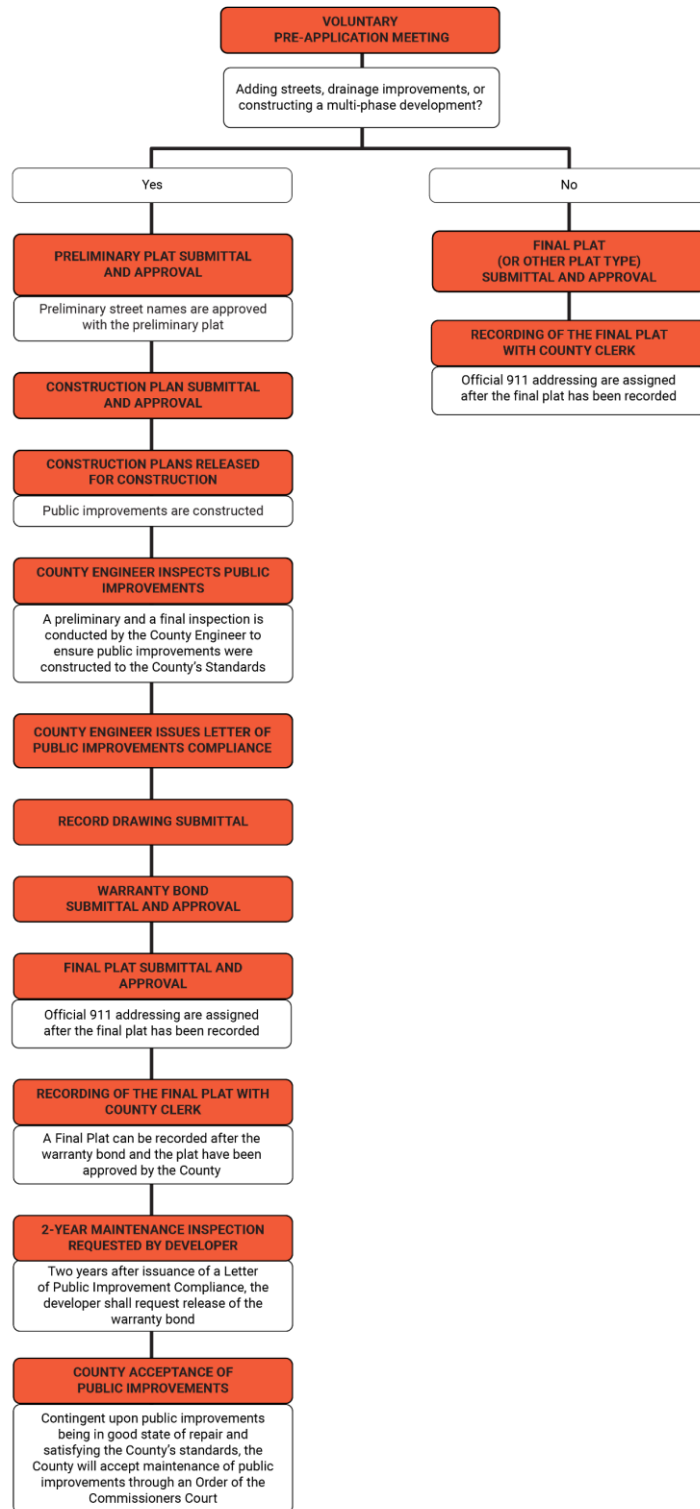 VOLUNTARY
PRE-APPLICATION MEETING
Adding streets, drainage improvements, or
constructing a multi-phase development?
Yes
PRELIMINARY PLAT SUBMITTAL
AND APPROVAL
Preliminary street names are approved
with the preliminary plat
CONSTRUCTION PLAN SUBMITTAL
AND APPROVAL
CONSTRUCTION PLANS RELEASED
FOR CONSTRUCTION
Public improvements are constructed
COUNTY ENGINEER INSPECTS PUBLIC
IMPROVEMENTS
A preliminary and a final inspection is
conducted by the County Engineer to
ensure public improvements were
constructed to the County's Standards
COUNTY ENGINEER ISSUES LETTER OF
PUBLIC IMPROVEMENTS COMPLIANCE
RECORD DRAWING SUBMITTAL
WARRANTY BOND
SUBMITTAL AND APPROVAL
FINAL PLAT SUBMITTAL AND
APPROVAL
Official 911 addressing are assigned
after the final plat has been recorded
RECORDING OF THE FINAL PLAT WITH
COUNTY CLERK
A Final Plat can be recorded after the
warranty bond and the plat have been
approved by the County
2-YEAR MAINTENANCE INSPECTION
REQUESTED BY DEVELOPER
Two years after issuance of a Letter
of Public Improvement Compliance, the
developer shall request release of the
warranty bond
COUNTY ACCEPTANCE OF
PUBLIC IMPROVEMENTS
Contingent upon public improvements
being in good state of repair and
satisfying the County's standards, the
County will accept maintenance of public
improvements through an Order of the
Commissioners Court
No
FINAL PLAT
(OR OTHER PLAT TYPE)
SUBMITTAL AND APPROVAL
RECORDING OF THE FINAL PLAT
WITH COUNTY CLERK
Official 911 addressing are assigned
after the final plat has been recorded